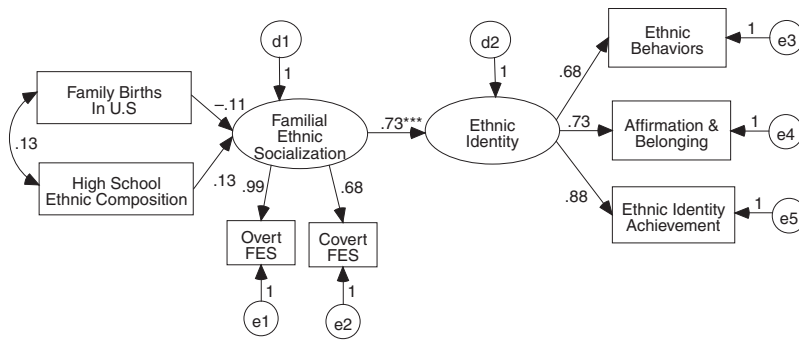 d1
d2
1
1
Ethnic
Behaviors
1
e3
Family Births
In U.S
–.11
.68
.13
Familial
Ethnic
Socialization
.73***
Ethnic
Identity
.73
Affirmation &
Belonging
1
e4
High School
Ethnic Composition
.13
.99
.68
.88
Ethnic Identity
Achievement
1
e5
Overt
FES
Covert
FES
1
1
e1
e2